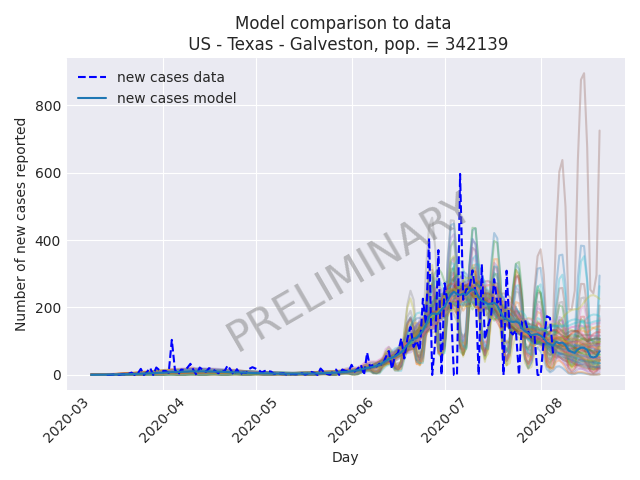 Model comparison to data
US - Texas - Galveston, pop. = 342139
new cases data
new cases model
PRELIMINARY
Number of new cases reported
800
600
400
200
0
2020-03
2020-04
2020-05
2020-06
2020-07
2020-08
Day